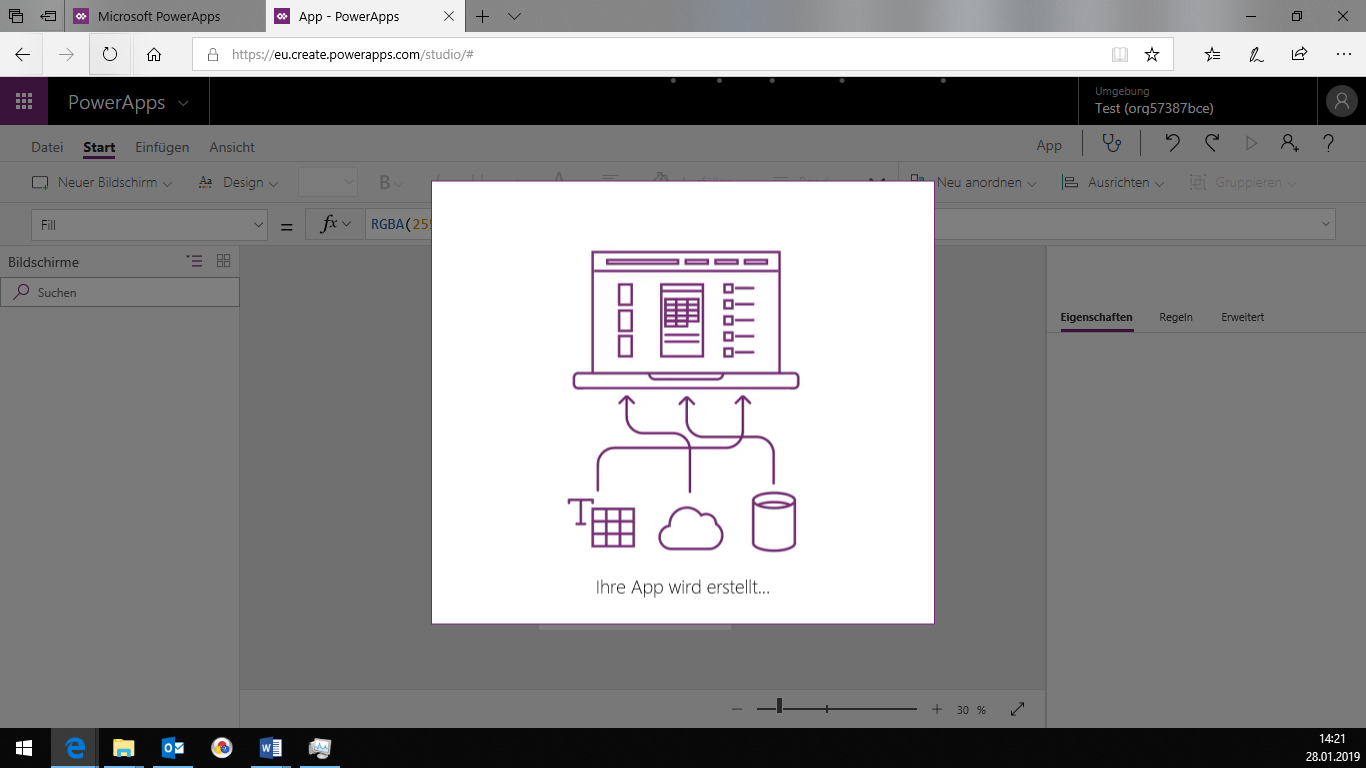 Microsoft PowerApps
App - PowerApps
https://eu.create.powerapps.com/studio/#
PowerApps
Umgebung
Test (org57387bce)
Datei Start Einfügen Ansicht
App
Neuer Bildschirm Design B Neu anordnen Ausrichten Gruppieren
Fill = fx RGBA(255
Bildschirme
Suchen
Eigenschaften Regeln Erweitert
Ihre App wird erstellt...
30 %
14:21
28.01.2019